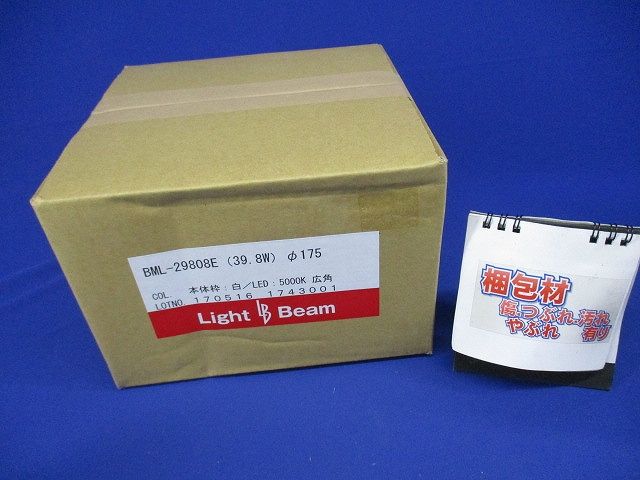 BML-29808E (39.8W) φ175
COL. 本体枠：白／LED：5000K 広角
LOTNO. 170516 1743001
Light B Beam
梱包材
傷.つぶれ.汚れ
やぶれ 有り